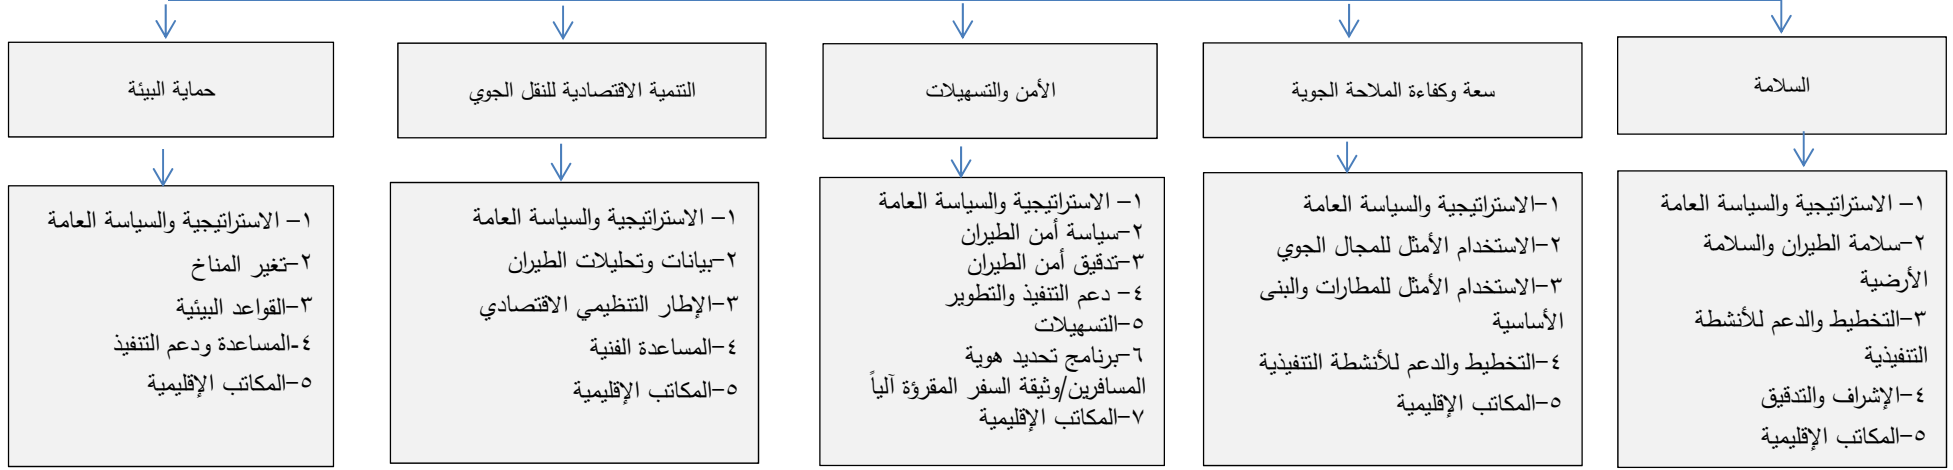 السلامة
١- الاستراتيجية والسياسة العامة
٢-سلامة الطيران والسلامة
الأرضية
٣-التخطيط والدعم للأنشطة
التنفيذية
٤-الإشراف والتدقيق
٥-المكاتب الإقليمية
سعة وكفاءة الملاحة الجوية
١-الاستراتيجية والسياسة العامة
٢-الاستخدام الأمثل للمجال الجوي
٣-الاستخدام الأمثل للمطارات والبنى
الأساسية
٤-التخطيط والدعم للأنشطة التنفيذية
٥-المكاتب الإقليمية
الأمن والتسهيلات
١- الاستراتيجية والسياسة العامة
٢-سياسة أمن الطيران
٣-تدقيق أمن الطيران
٤- دعم التنفيذ والتطوير
٥-التسهيلات
٦-برنامج تحديد هوية
المسافرين/وثيقة السفر المقروؤة آلياً
٧-المكاتب الإقليمية
التنمية الاقتصادية للنقل الجوي
١- الاستراتيجية والسياسة العامة
٢-بيانات وتحليلات الطيران
٣-الإطار التنظيمي الاقتصادي
٤-المساعدة الفنية
٥-المكاتب الإقليمية
حماية البيئة
١- الاستراتيجية والسياسة العامة
٢-تغير المناخ
٣-القواعد البيئية
٤-المساعدة ودعم التنفيذ
٥-المكاتب الإقليمية